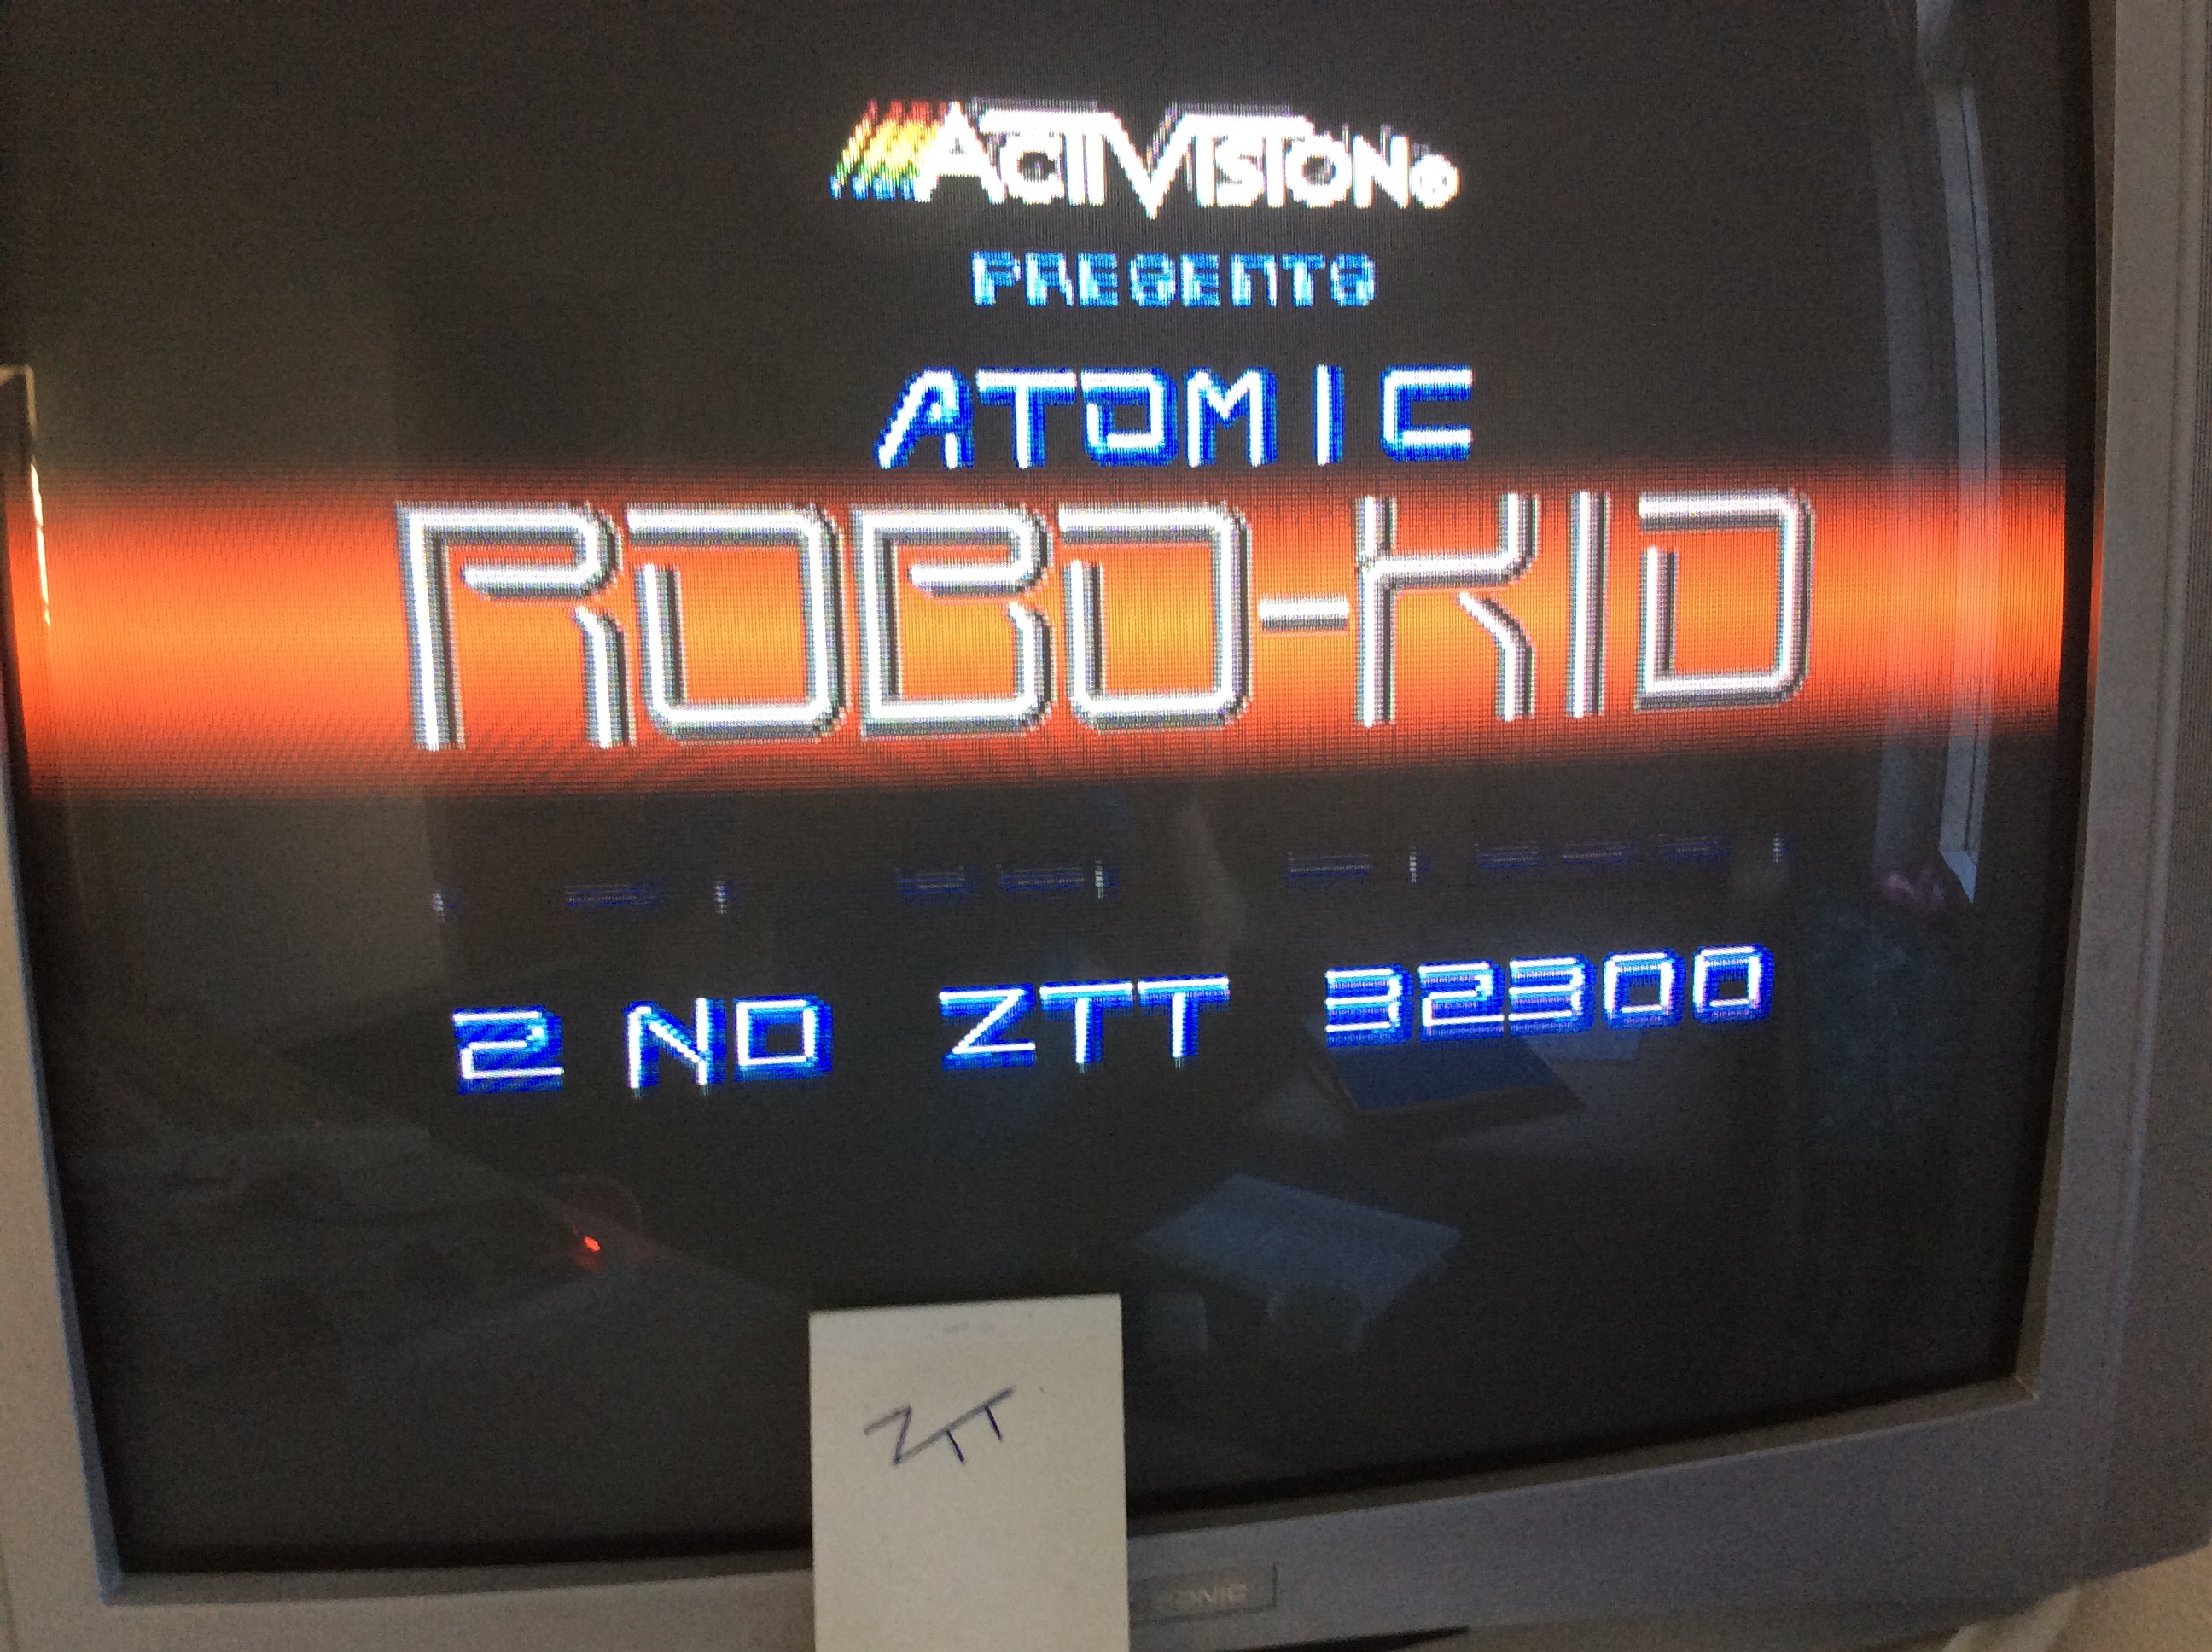 ACTIVISION®
PRESENTS
ATOMIC
ROBO-KID
2 ND ZTT 32300
ZTT